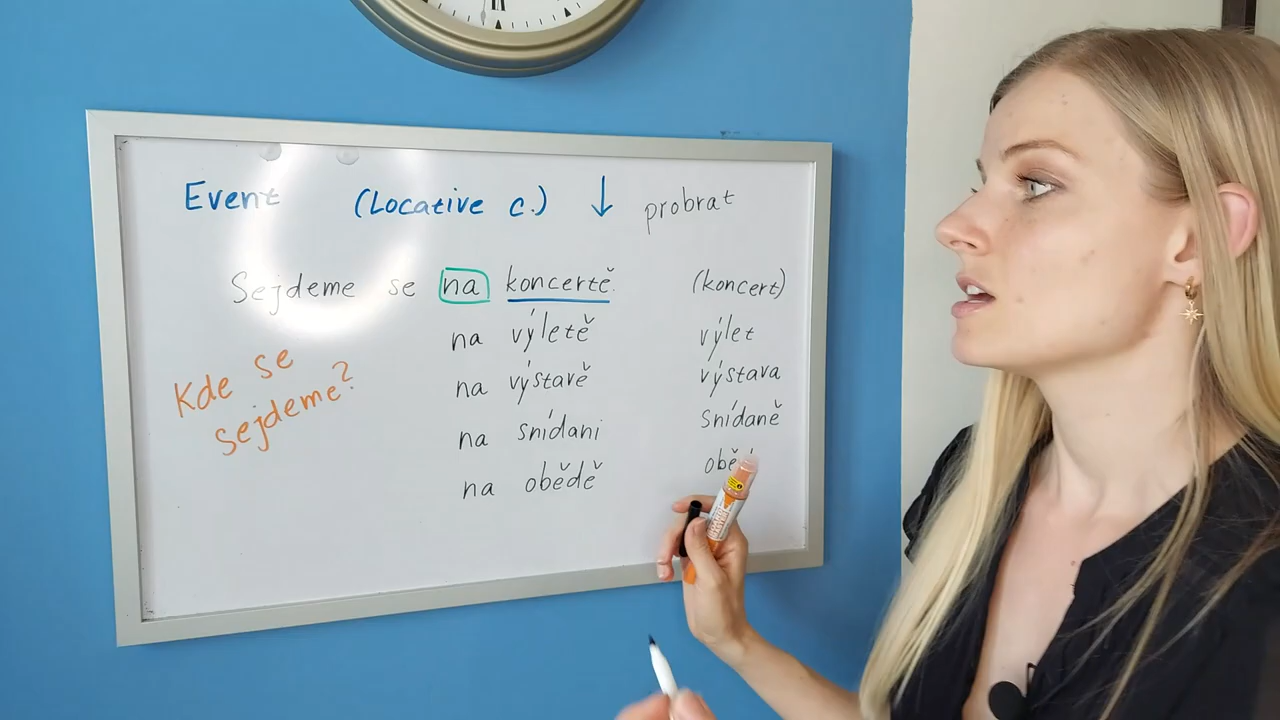 Event (Locative c.) ↓ probrat
Sejdeme se na koncertě (koncert)
na výletě výlet
na výstavě výstava
na snídani Snídaně
na obědě
Kde se
sejdeme?